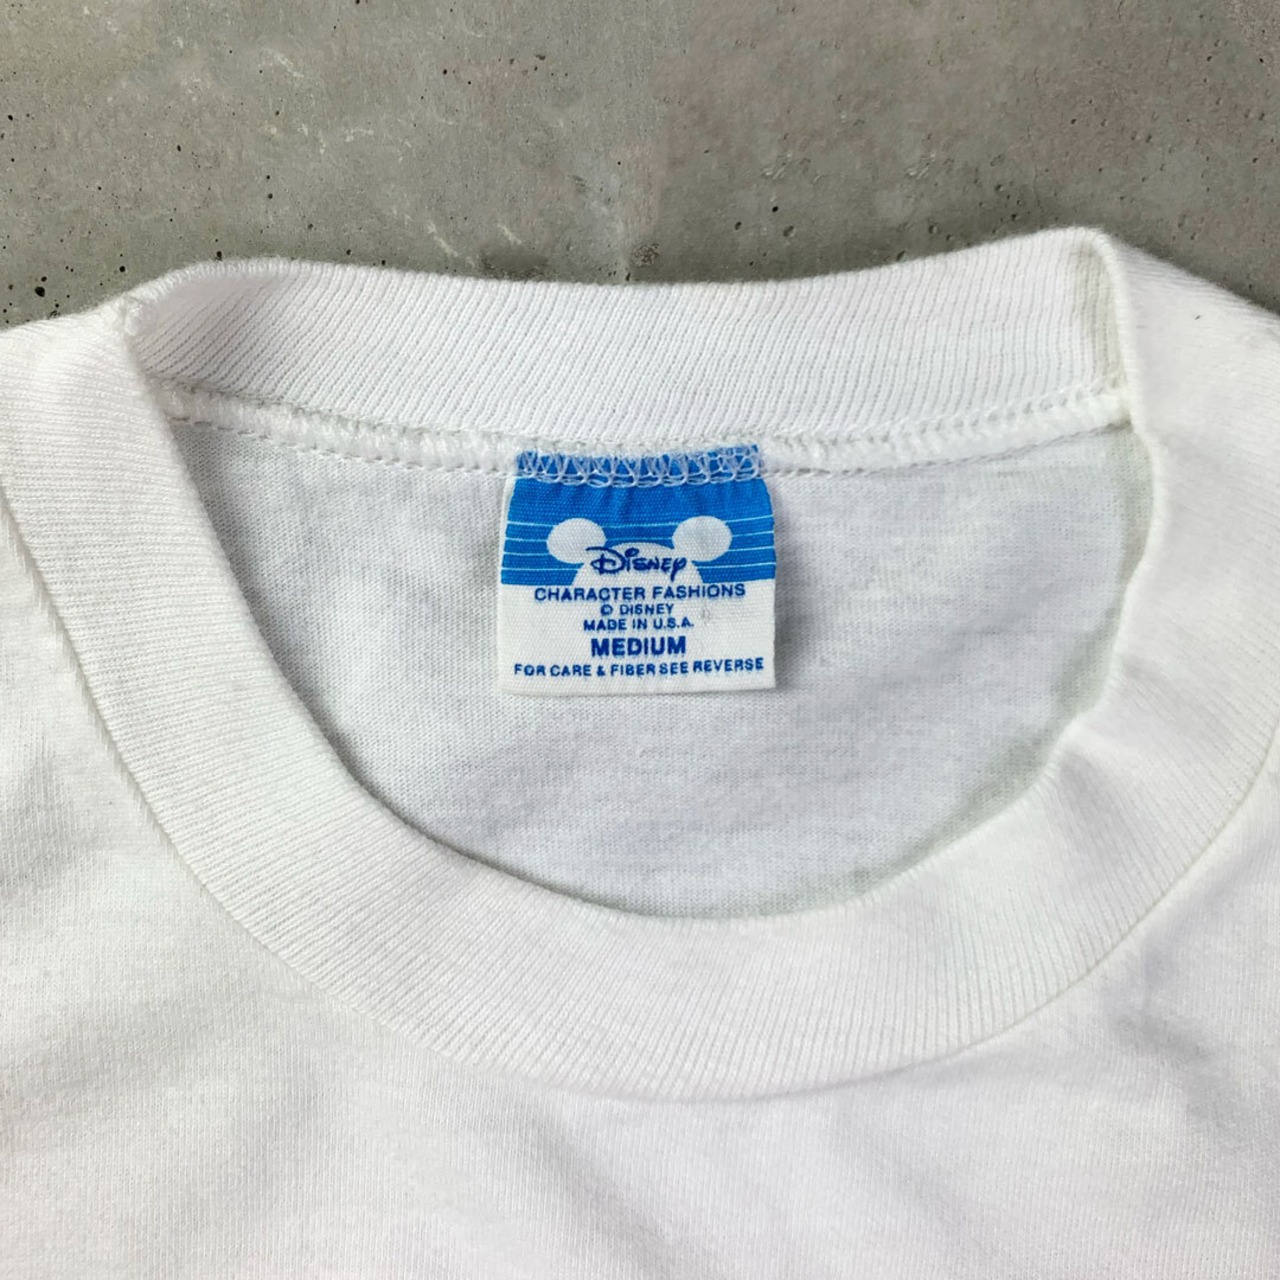 Disney
CHARACTER FASHIONS
© DISNEY
MADE IN U.S.A.
MEDIUM
FOR CARE & FIBER SEE REVERSE